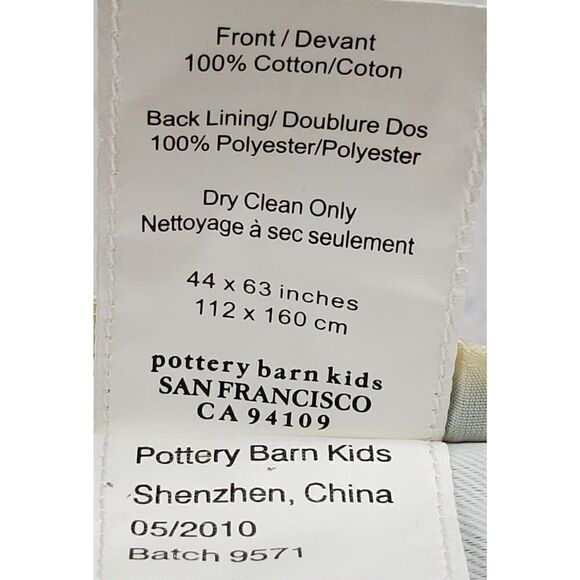 Front / Devant
100% Cotton/Coton
Back Lining/ Doublure Dos
100% Polyester/Polyester
Dry Clean Only
Nettoyage à sec seulement
44 x 63 inches
112 x 160 cm
pottery barn kids
SAN FRANCISCO
CA 94109
Pottery Barn Kids
Shenzhen, China
05/2010
Batch 9571